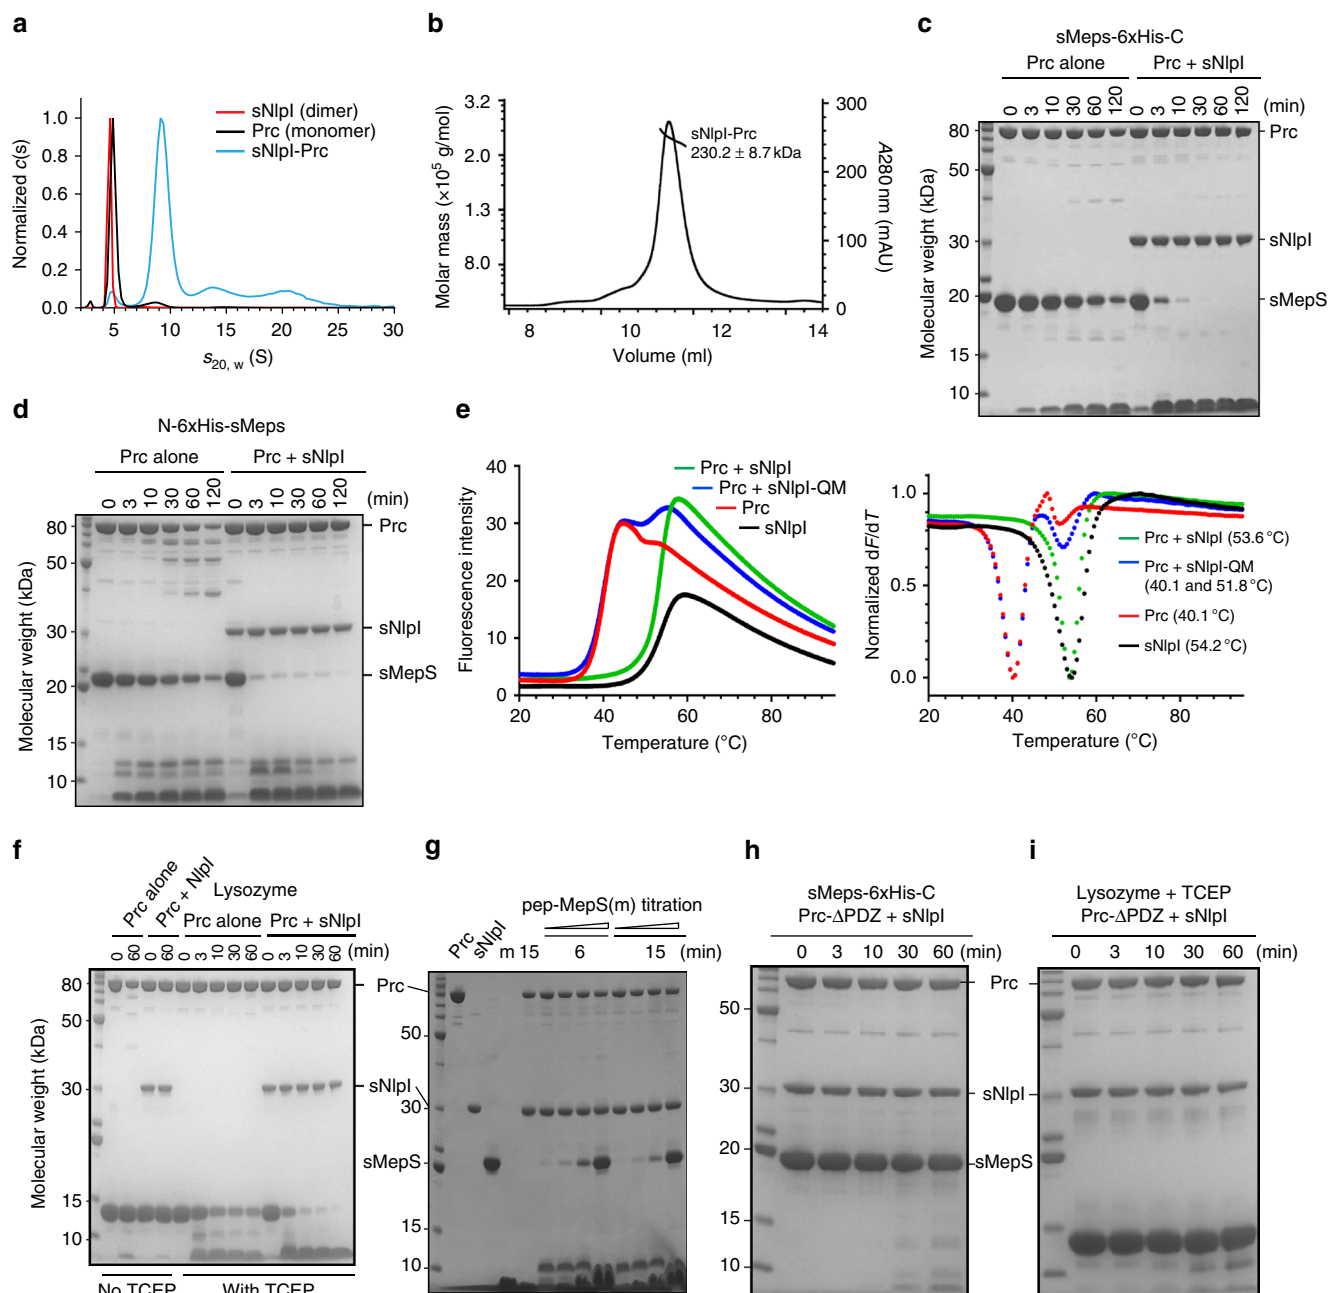 a
Normalized c(s)
1.0
0.8
0.6
0.4
0.2
0.0
5 10 15 20 25 30
s20, w (S)
sNlpI (dimer)
Prc (monomer)
sNlpI-Prc
b
Molar mass (×10⁵ g/mol)
3.2
2.0
1.3
8.0
8 10 12 14
Volume (ml)
sNlpI-Prc
230.2 ± 8.7 kDa
300
200
100
0
A280 nm (mAU)
c
sMeps-6xHis-C
Prc alone Prc + sNlpI
0 3 10 30 60 120 0 3 10 30 60 120 (min)
Molecular weight (kDa)
80
50
30
20
15
10
Prc
sNlpI
sMepS
d
N-6xHis-sMeps
Prc alone Prc + sNlpI
0 3 10 30 60 120 0 3 10 30 60 120 (min)
Molecular weight (kDa)
80
50
30
20
15
10
Prc
sNlpI
sMepS
e
Fluorescence intensity
40
30
20
10
0
20 40 60 80
Temperature (°C)
Prc + sNlpI
Prc + sNlpI-QM
Prc
sNlpI
Normalized dF/dT
1.0
0.5
0.0
20 40 60 80
Temperature (°C)
Prc + sNlpI (53.6 °C)
Prc + sNlpI-QM
(40.1 and 51.8 °C)
Prc (40.1 °C)
sNlpI (54.2 °C)
f
Prc alone
Prc + NlpI
Lysozyme
Prc alone Prc + sNlpI
0 60 0 60 0 3 10 30 60 0 3 10 30 60 (min)
Molecular weight (kDa)
80
50
30
15
10
Prc
sNlpI
No TCEP With TCEP
g
pep-MepS(m) titration
Prc sNlpI m 15 6 15 (min)
50
30
15
10
sMepS
h
sMeps-6xHis-C
Prc-ΔPDZ + sNlpI
0 3 10 30 60 (min)
50
30
20
15
10
Prc
sNlpI
sMepS
i
Lysozyme + TCEP
Prc-ΔPDZ + sNlpI
0 3 10 30 60 (min)